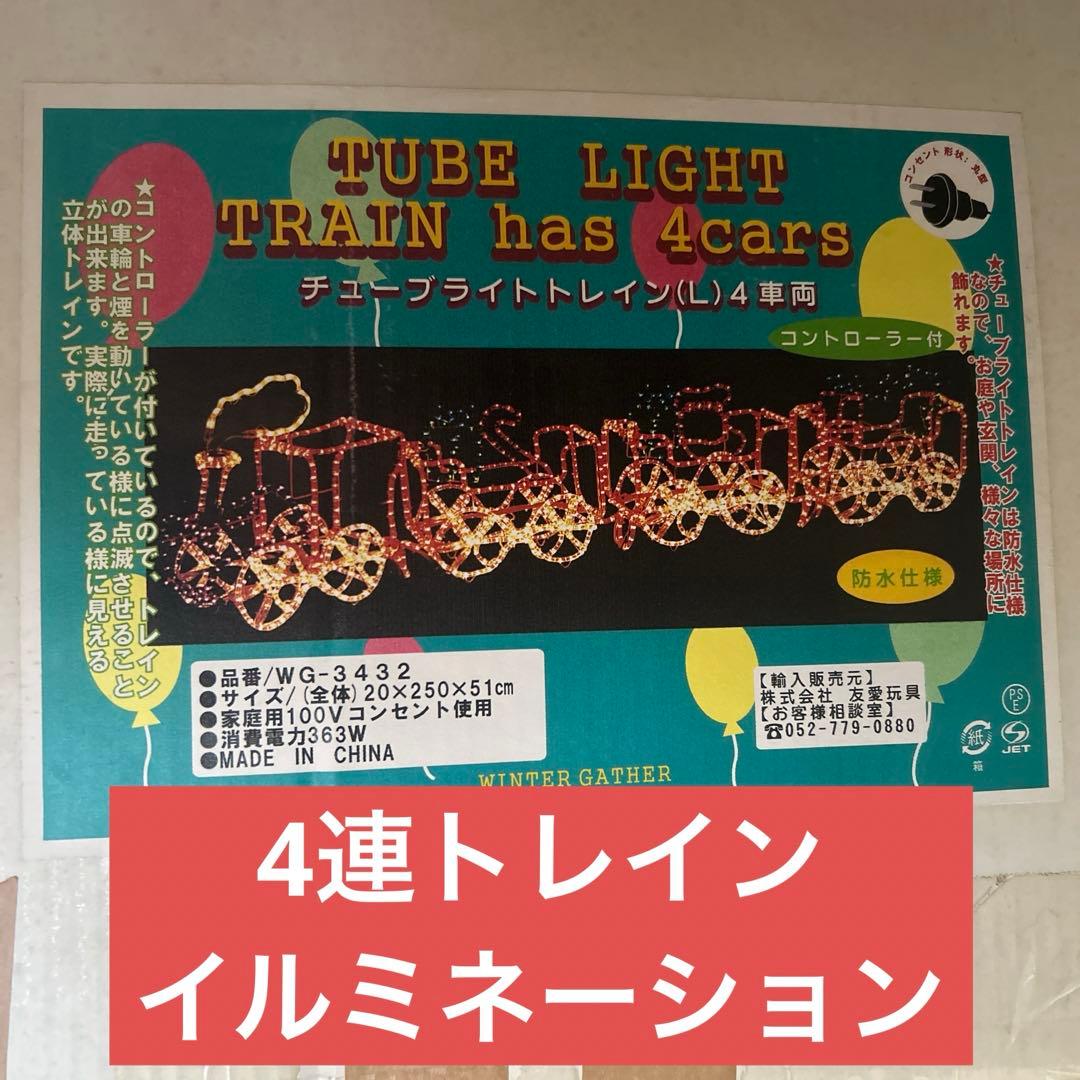 TUBE LIGHT
TRAIN has 4cars
チューブライトトレイン(L)4車両
コンセント形状:丸型
★コントローラーが付いているので、トレイン
の車輪と煙を動いている様に点滅させること
が出来ます。実際に走っている様に見える
立体トレインです。
★チューブライトトレインは防水仕様
なので、お庭や玄関、様々な場所に
飾れます。
コントローラー付
防水仕様
●品番/WG-3432
●サイズ/(全体)20×250×51㎝
●家庭用100Vコンセント使用
●消費電力363W
●MADE IN CHINA
【輸入販売元】
株式会社 友愛玩具
【お客様相談室】
☎052-779-0880
PS
E
紙
箱
JET
WINTER GATHER
4連トレイン
イルミネーション